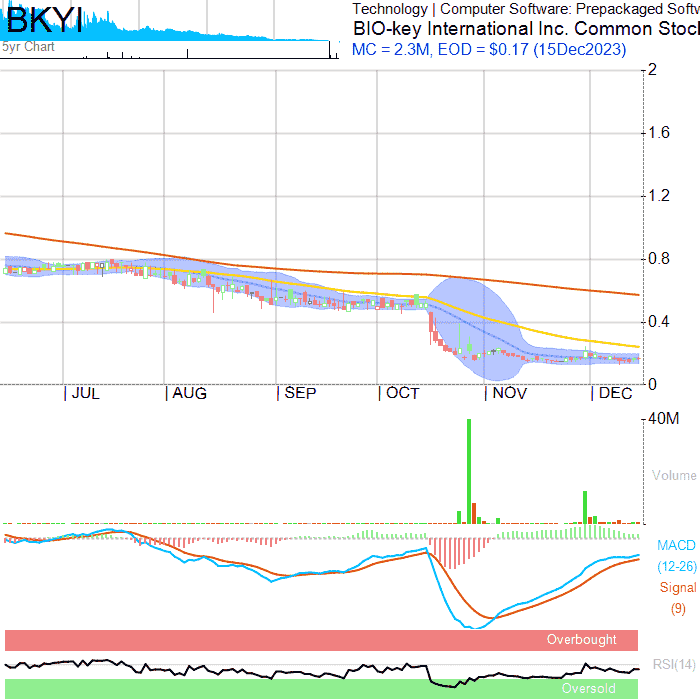 BKYI
5yr Chart
Technology | Computer Software: Prepackaged Softw
BIO-key International Inc. Common Stoc
MC = 2.3M, EOD = $0.17 (15Dec2023)
2
1.6
1.2
0.8
0.4
0
JUL AUG SEP OCT NOV DEC
40M
Volume
MACD
(12-26)
Signal
(9)
Overbought
RSI(14)
Oversold